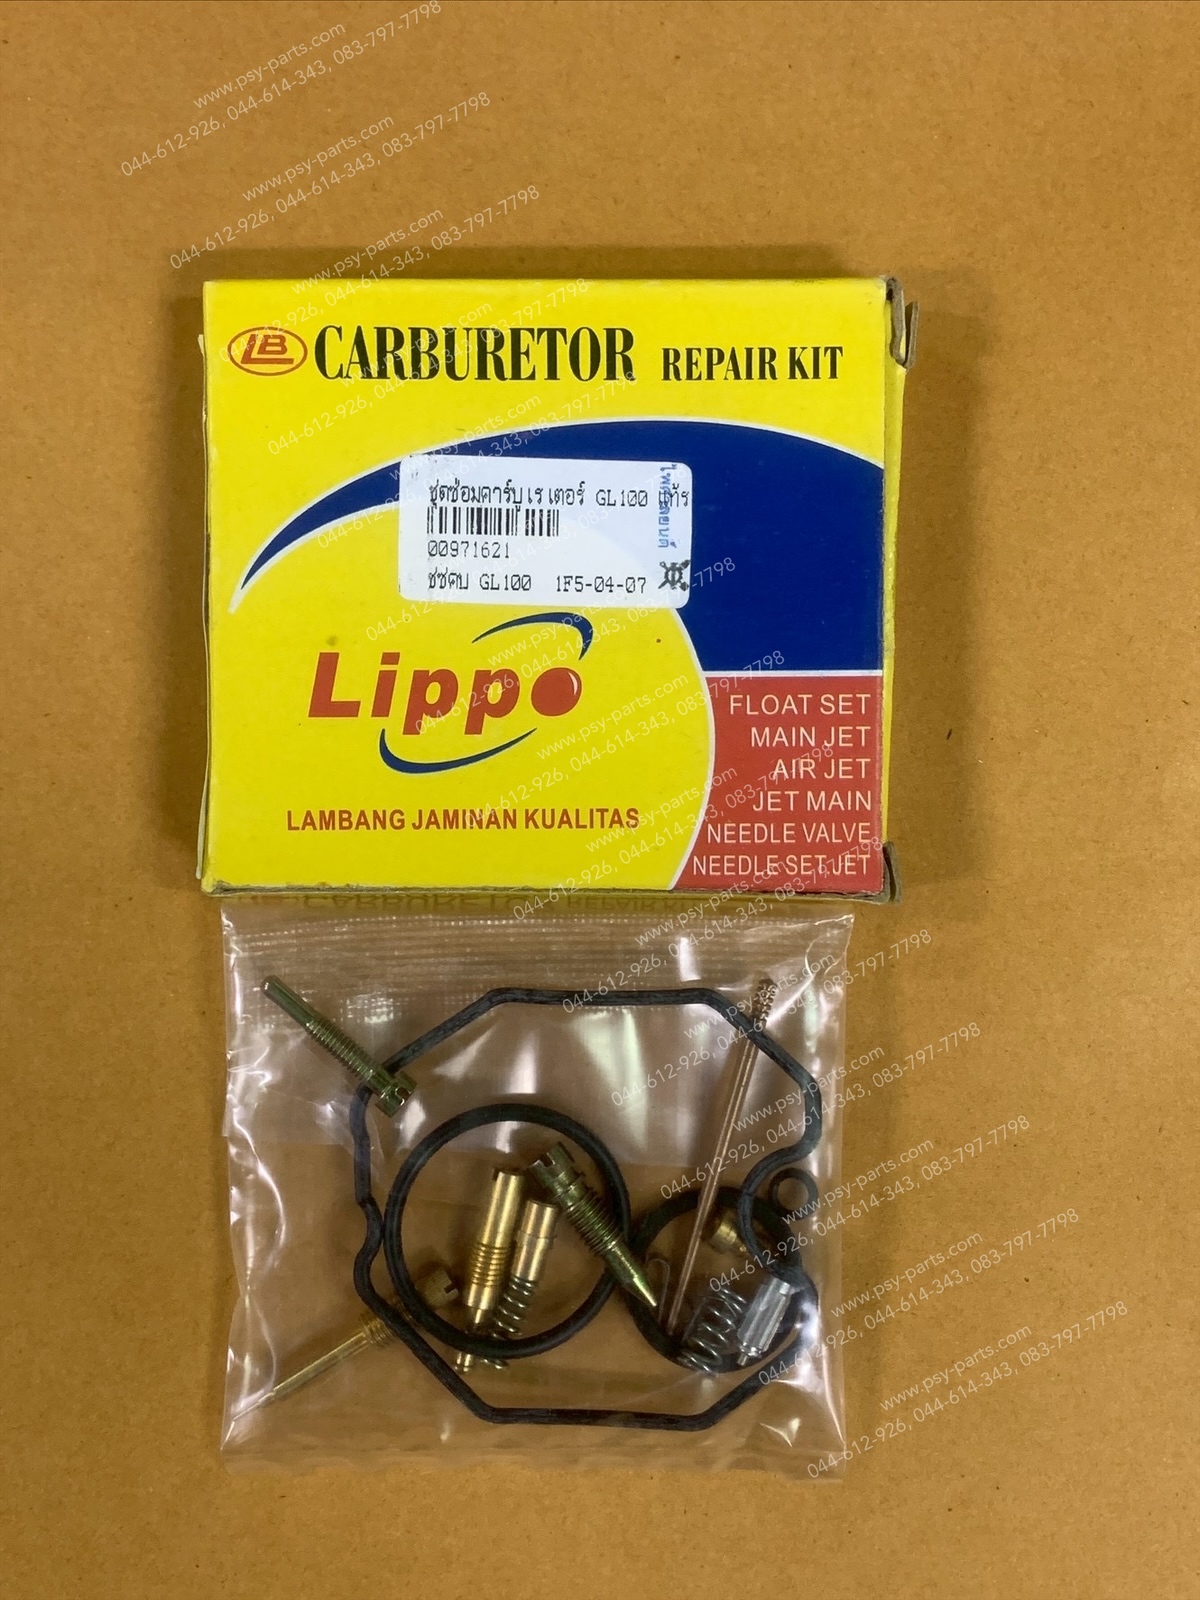 www.psy-parts.com
044-612-926, 044-614-343, 083-797-7798
LB CARBURETOR REPAIR KIT
ชุดซ่อมคาร์บูเรเตอร์ GL100 แท้ร
00971621
ชซคบ GL100 1F5-04-07
Lippo
LAMBANG JAMINAN KUALITAS
FLOAT SET
MAIN JET
AIR JET
JET MAIN
NEEDLE VALVE
NEEDLE SET JET